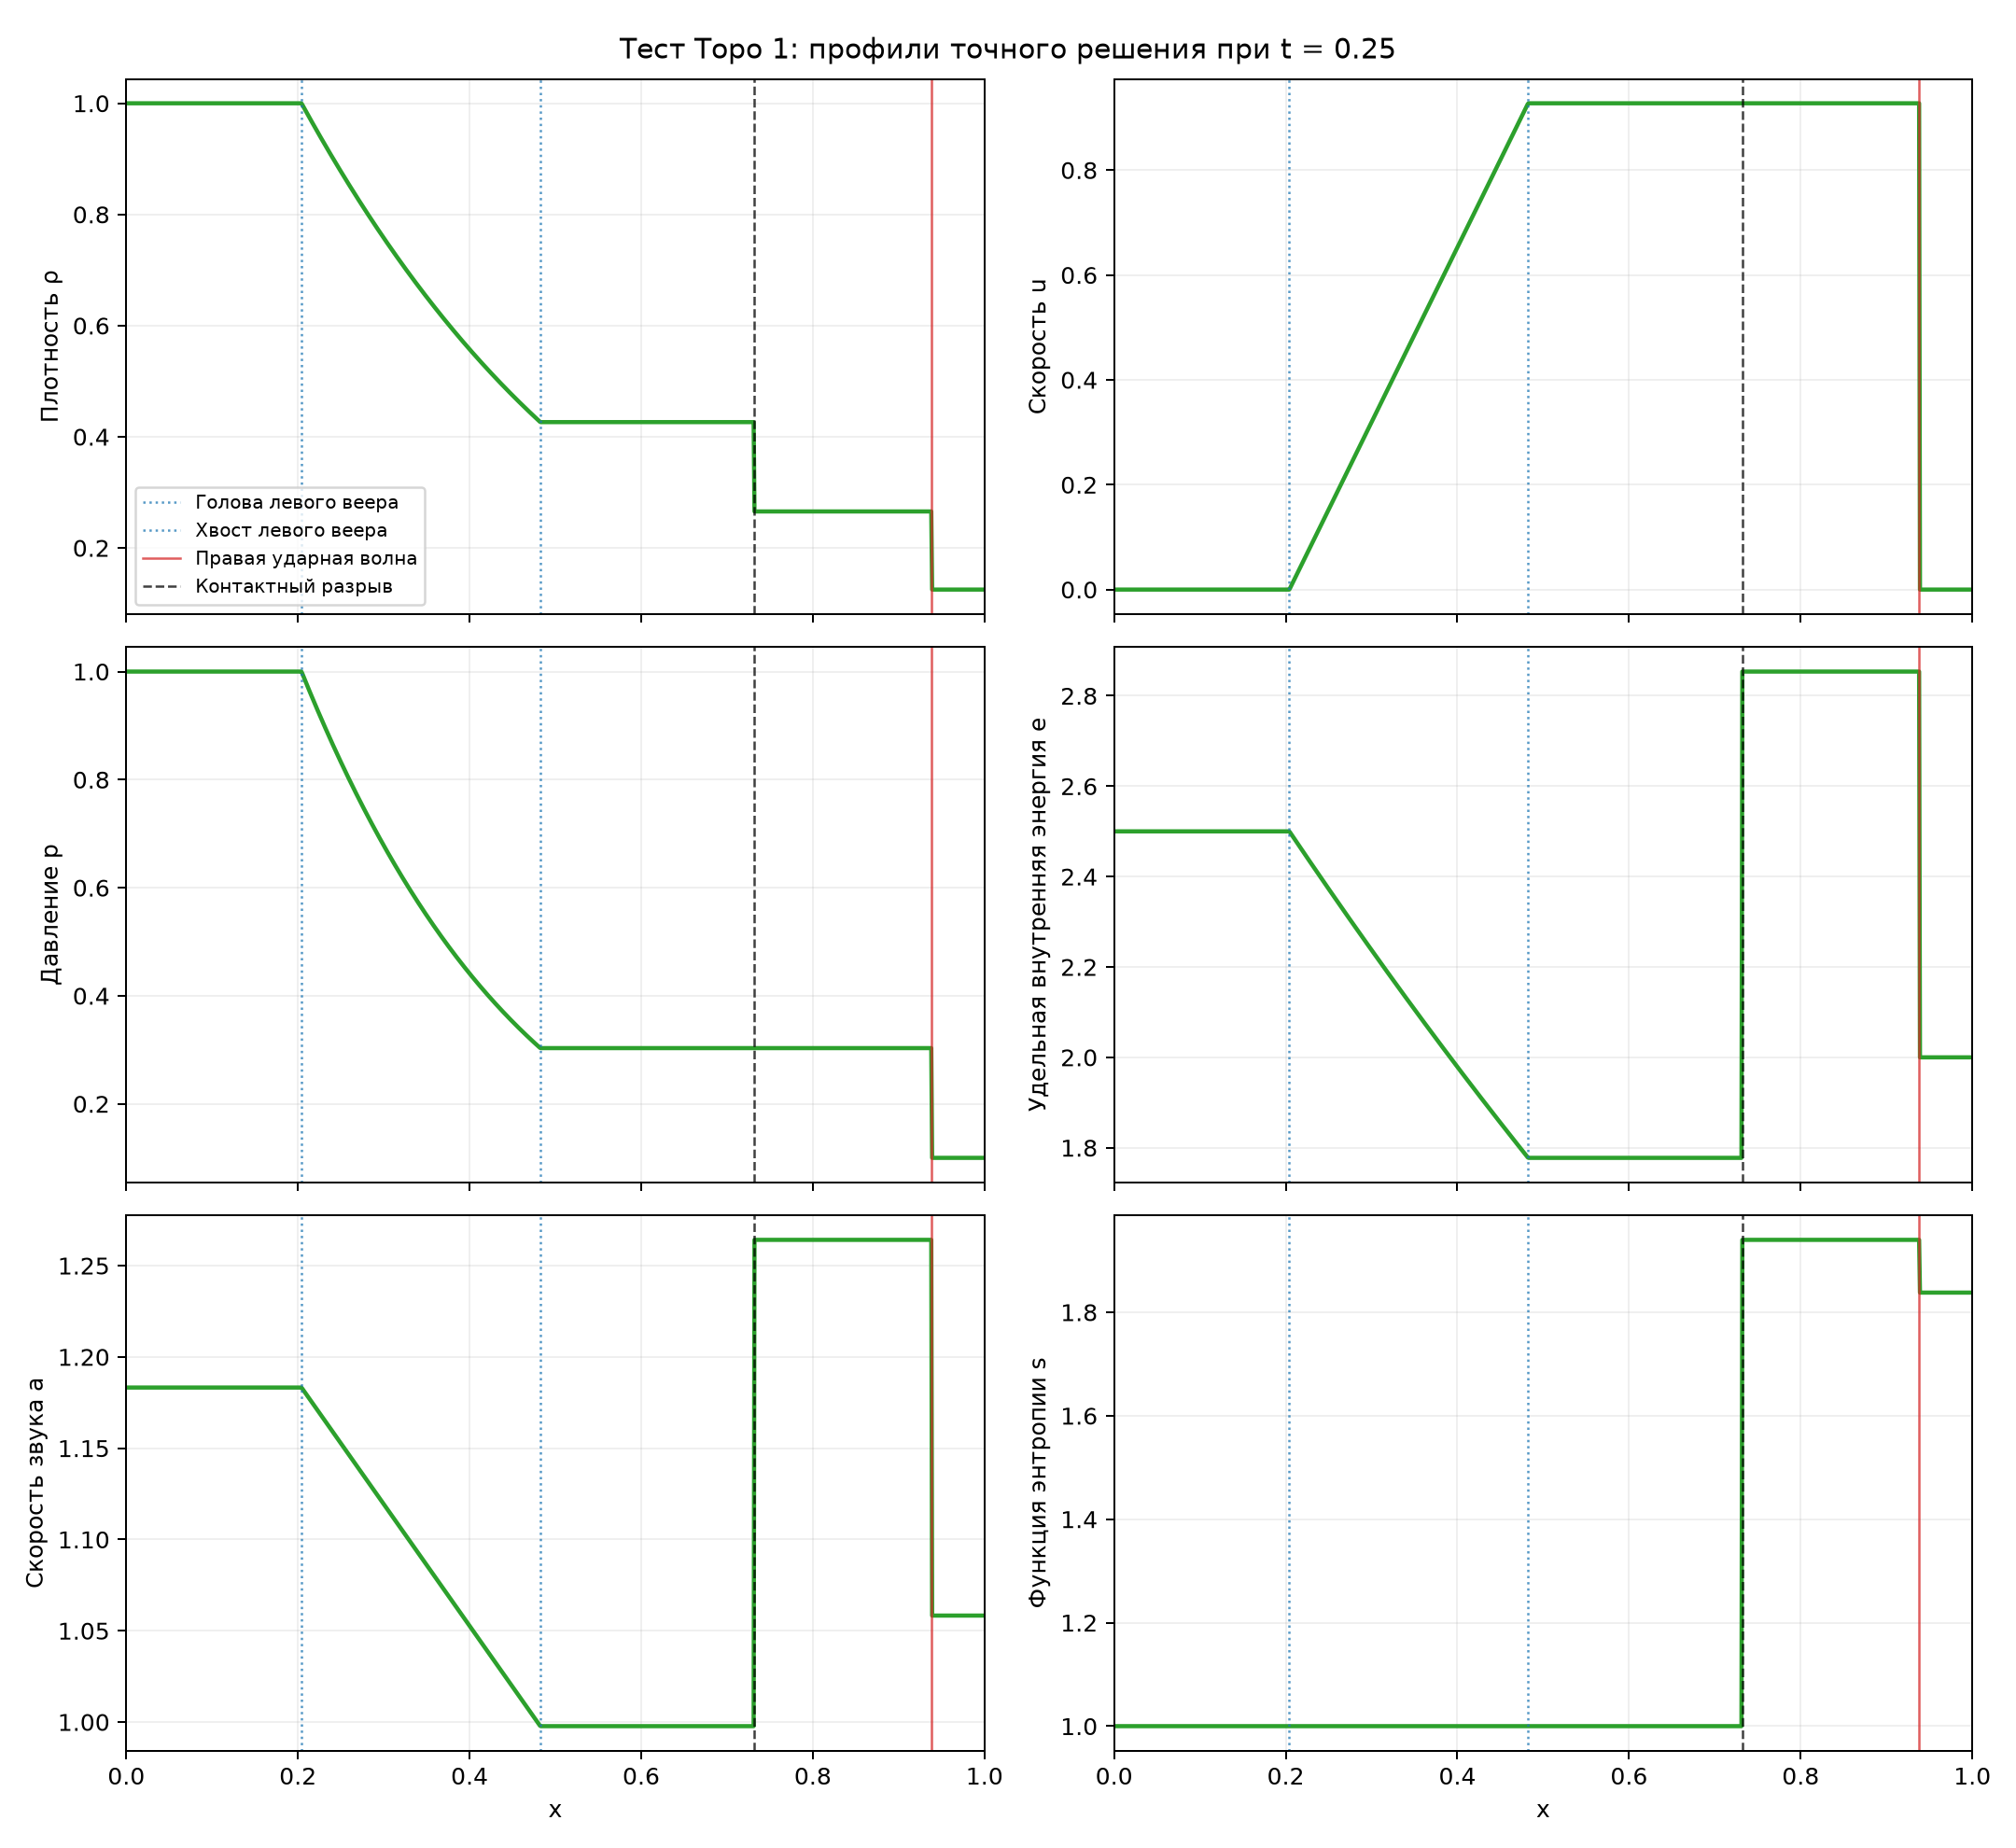 Тест Торо 1: профили точного решения при t = 0.25
1.0
0.8
0.6
0.4
0.2
Плотность ρ
Голова левого веера
Хвост левого веера
Правая ударная волна
Контактный разрыв
0.8
0.6
0.4
0.2
0.0
Скорость u
1.0
0.8
0.6
0.4
0.2
Давление p
2.8
2.6
2.4
2.2
2.0
1.8
Удельная внутренняя энергия e
1.25
1.20
1.15
1.10
1.05
1.00
Скорость звука a
0.0 0.2 0.4 0.6 0.8 1.0
x
1.8
1.6
1.4
1.2
1.0
Функция энтропии s
0.0 0.2 0.4 0.6 0.8 1.0
x